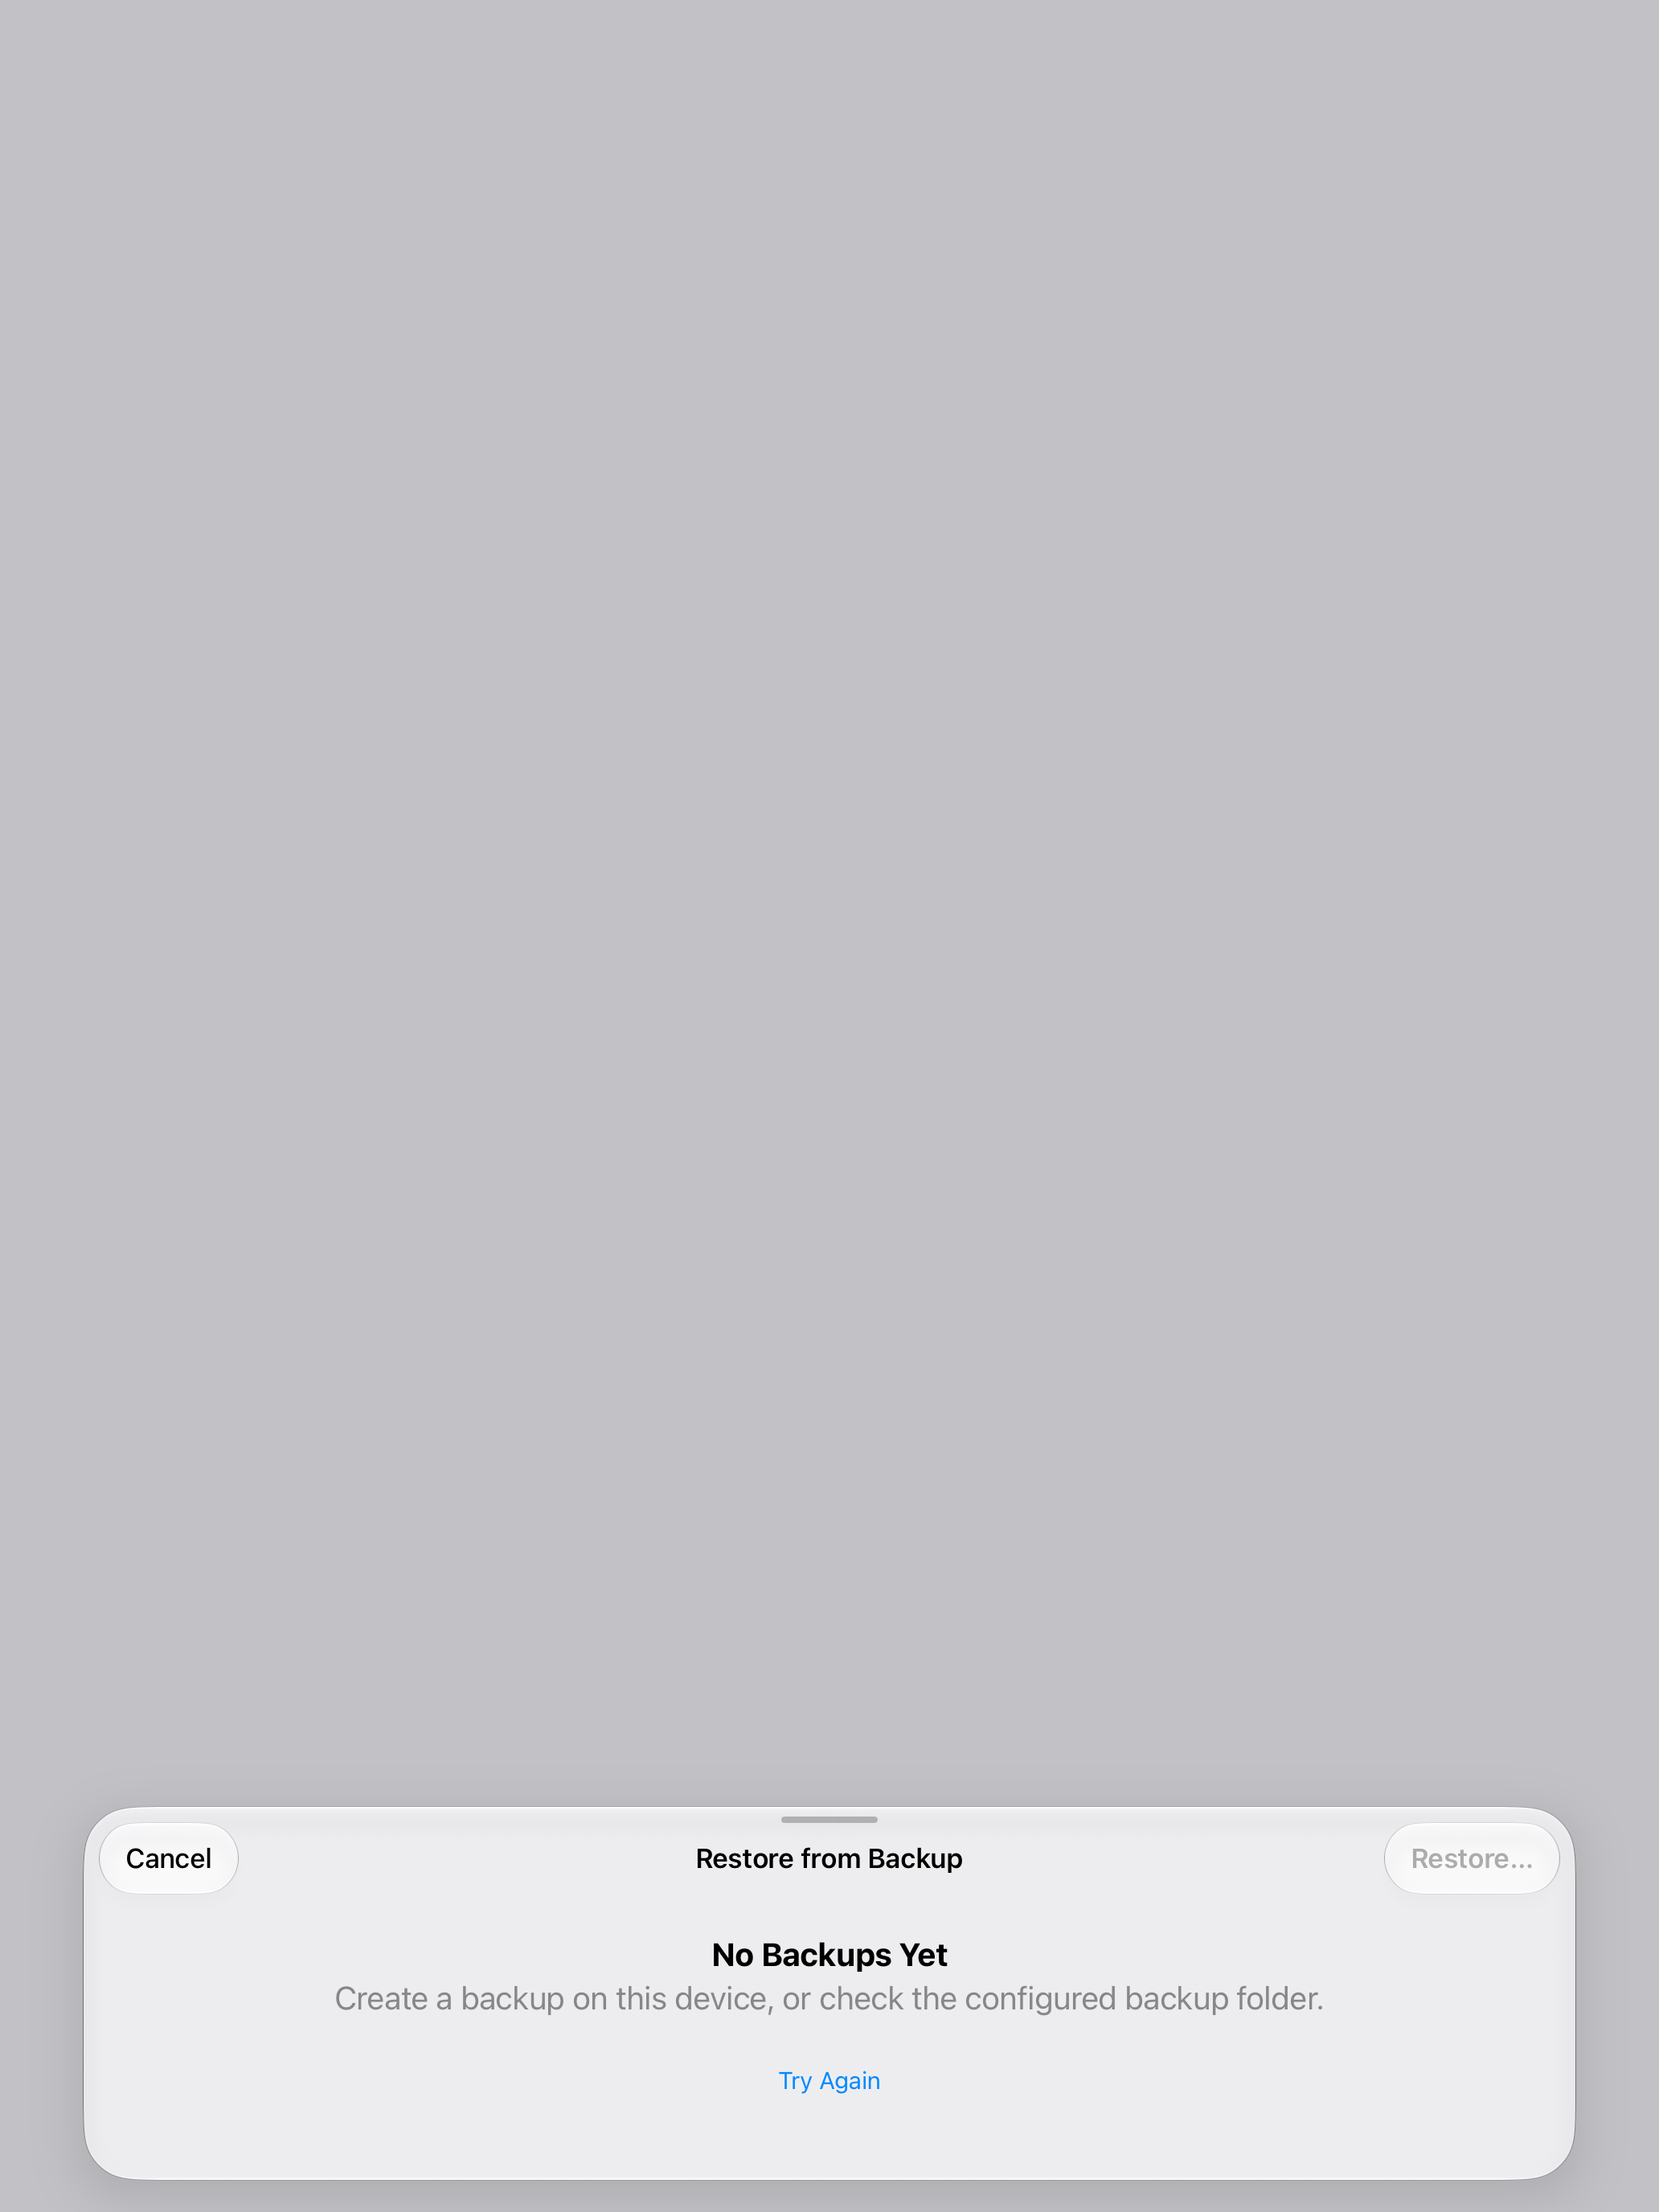 Cancel
Restore from Backup
Restore...
No Backups Yet
Create a backup on this device, or check the configured backup folder.
Try Again